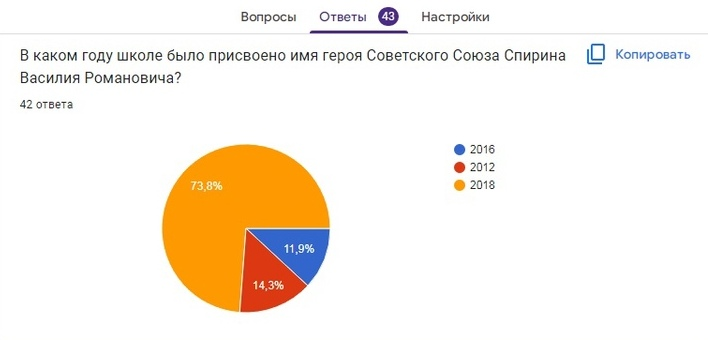 Вопросы Ответы 43 Настройки
В каком году школе было присвоено имя героя Советского Союза Спирина
Василия Романовича?
Копировать
42 ответа
73,8%
11,9%
14,3%
2016
2012
2018